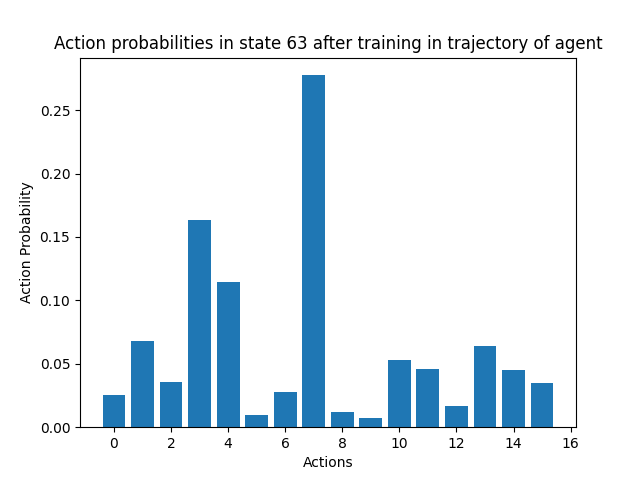 Action probabilities in state 63 after training in trajectory of agent
0.25
0.20
0.15
0.10
0.05
0.00
Action Probability
0 2 4 6 8 10 12 14 16
Actions